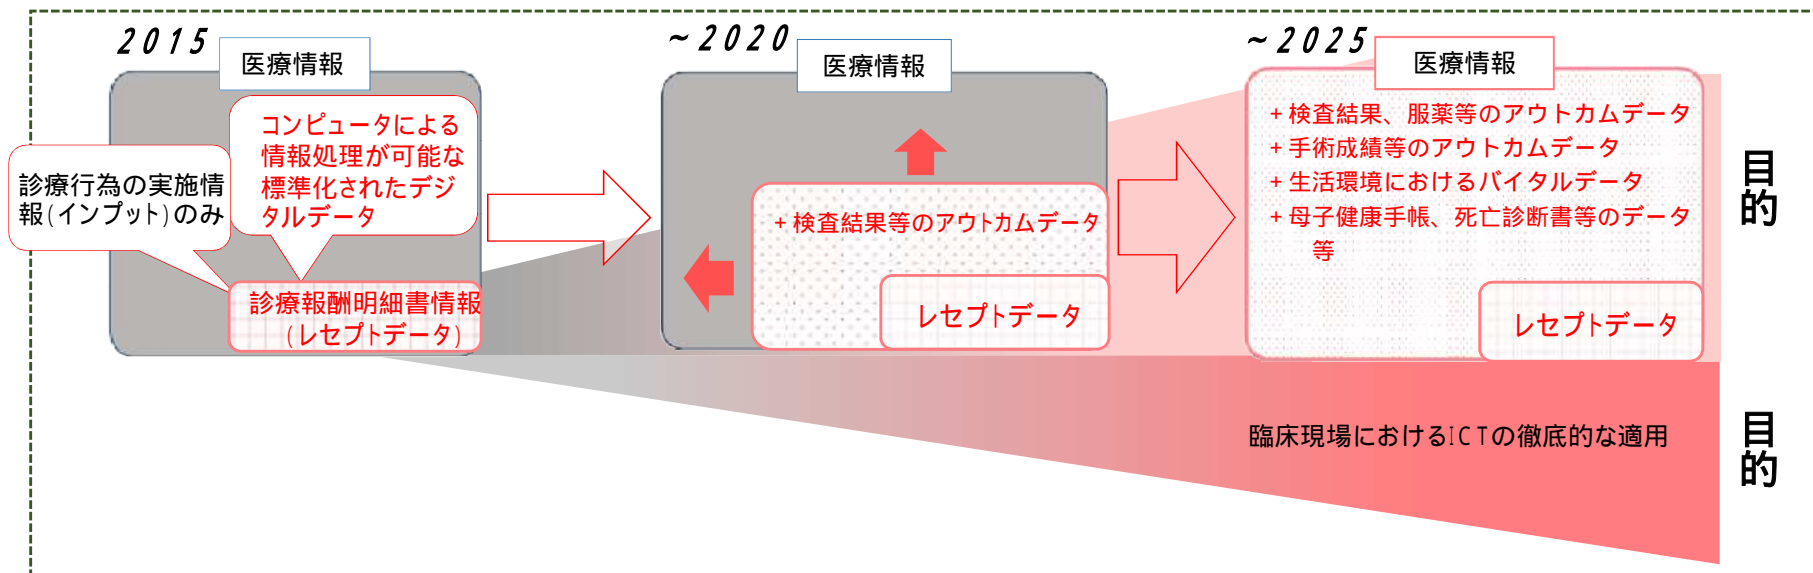 2015
医療情報
コンピュータによる
情報処理が可能な
標準化されたデジ
タルデータ
診療行為の実施情
報(インプット)のみ
診療報酬明細書情報
(レセプトデータ)
~2020
医療情報
+検査結果等のアウトカムデータ
レセプトデータ
~2025
医療情報
+検査結果、服薬等のアウトカムデータ
+手術成績等のアウトカムデータ
+生活環境におけるバイタルデータ
+母子健康手帳、死亡診断書等のデータ
等
レセプトデータ
目的
臨床現場におけるICTの徹底的な適用
目的